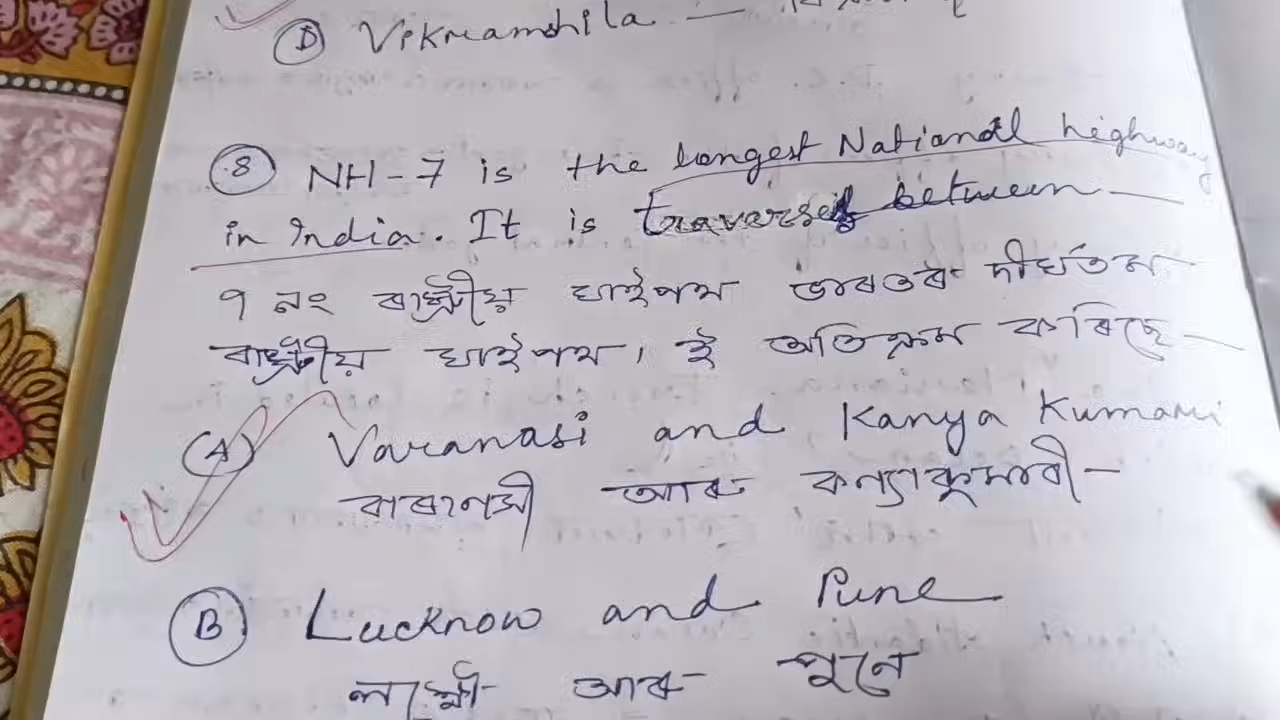 (D) Vikramshila —
8 NH-7 is the longest National highway
in India. It is traverses between —
৭ নং ৰাষ্ট্ৰীয় ঘাইপথ ভাৰতৰ দীৰ্ঘতম
ৰাষ্ট্ৰীয় ঘাইপথ। ই অতিক্ৰম কৰিছে —
(A) Varanasi and Kanya Kumari
বাৰাণসী আৰু কন্যাকুমাৰী —
(B) Lucknow and Pune
লক্ষ্ণৌ আৰু পুনে